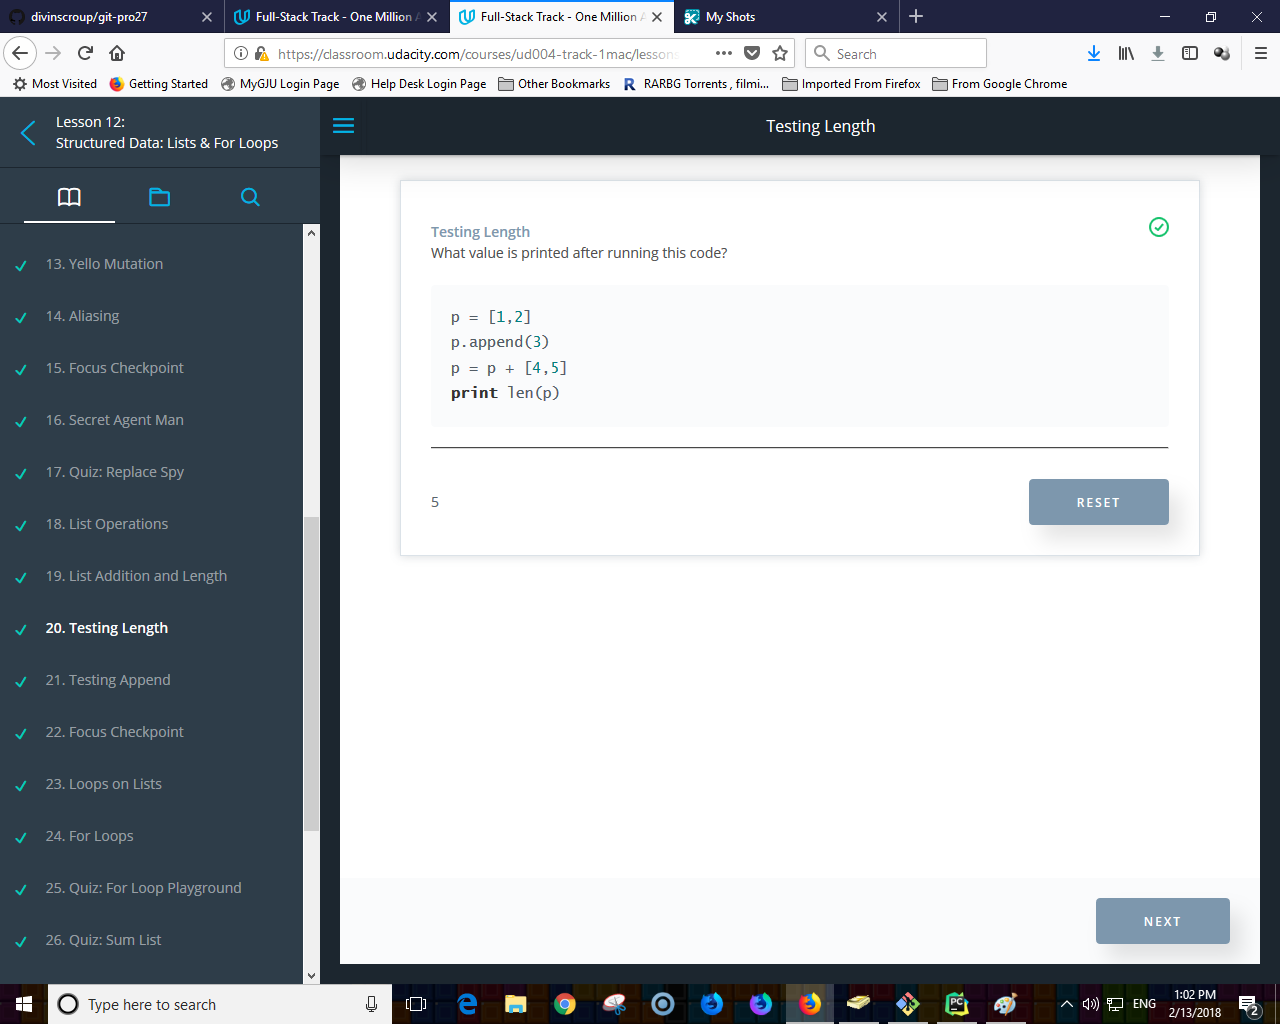 divinscroup/git-pro27
Full-Stack Track - One Million A
Full-Stack Track - One Million A
My Shots
https://classroom.udacity.com/courses/ud004-track-1mac/lesson
Search
Most Visited
Getting Started
MyGJU Login Page
Help Desk Login Page
Other Bookmarks
R RARBG Torrents , filmi...
Imported From Firefox
From Google Chrome
Lesson 12:
Structured Data: Lists & For Loops
Testing Length
13. Yello Mutation
14. Aliasing
15. Focus Checkpoint
16. Secret Agent Man
17. Quiz: Replace Spy
18. List Operations
19. List Addition and Length
20. Testing Length
21. Testing Append
22. Focus Checkpoint
23. Loops on Lists
24. For Loops
25. Quiz: For Loop Playground
26. Quiz: Sum List
Testing Length
What value is printed after running this code?
p = [1,2]
p.append(3)
p = p + [4,5]
print len(p)
5
RESET
NEXT
Type here to search
PC
ENG
1:02 PM
2/13/2018
2